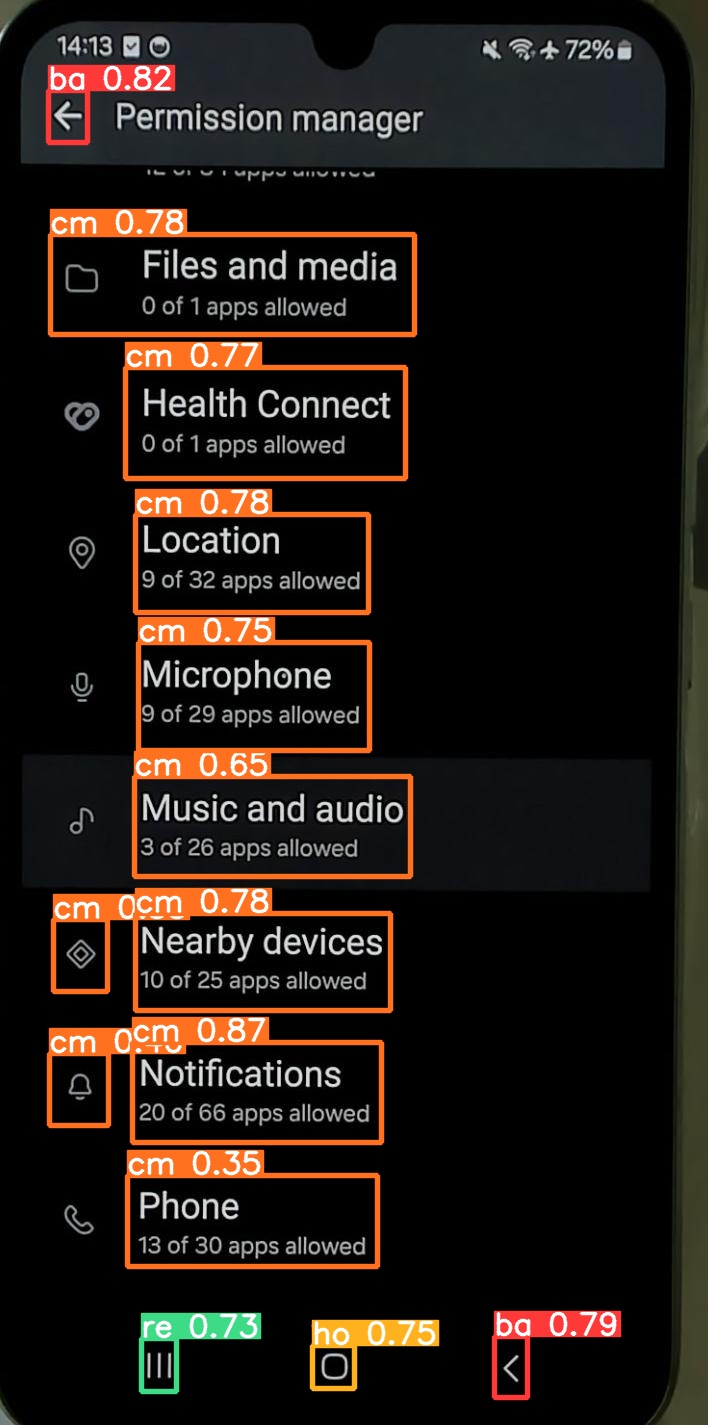 14:13 72%
ba 0.82
Permission manager
cm 0.78
Files and media
0 of 1 apps allowed
cm 0.77
Health Connect
0 of 1 apps allowed
cm 0.78
Location
9 of 32 apps allowed
cm 0.75
Microphone
9 of 29 apps allowed
cm 0.65
Music and audio
3 of 26 apps allowed
cm cm 0.78
Nearby devices
10 of 25 apps allowed
cm cm 0.87
Notifications
20 of 66 apps allowed
cm 0.35
Phone
13 of 30 apps allowed
re 0.73 ho 0.75 ba 0.79